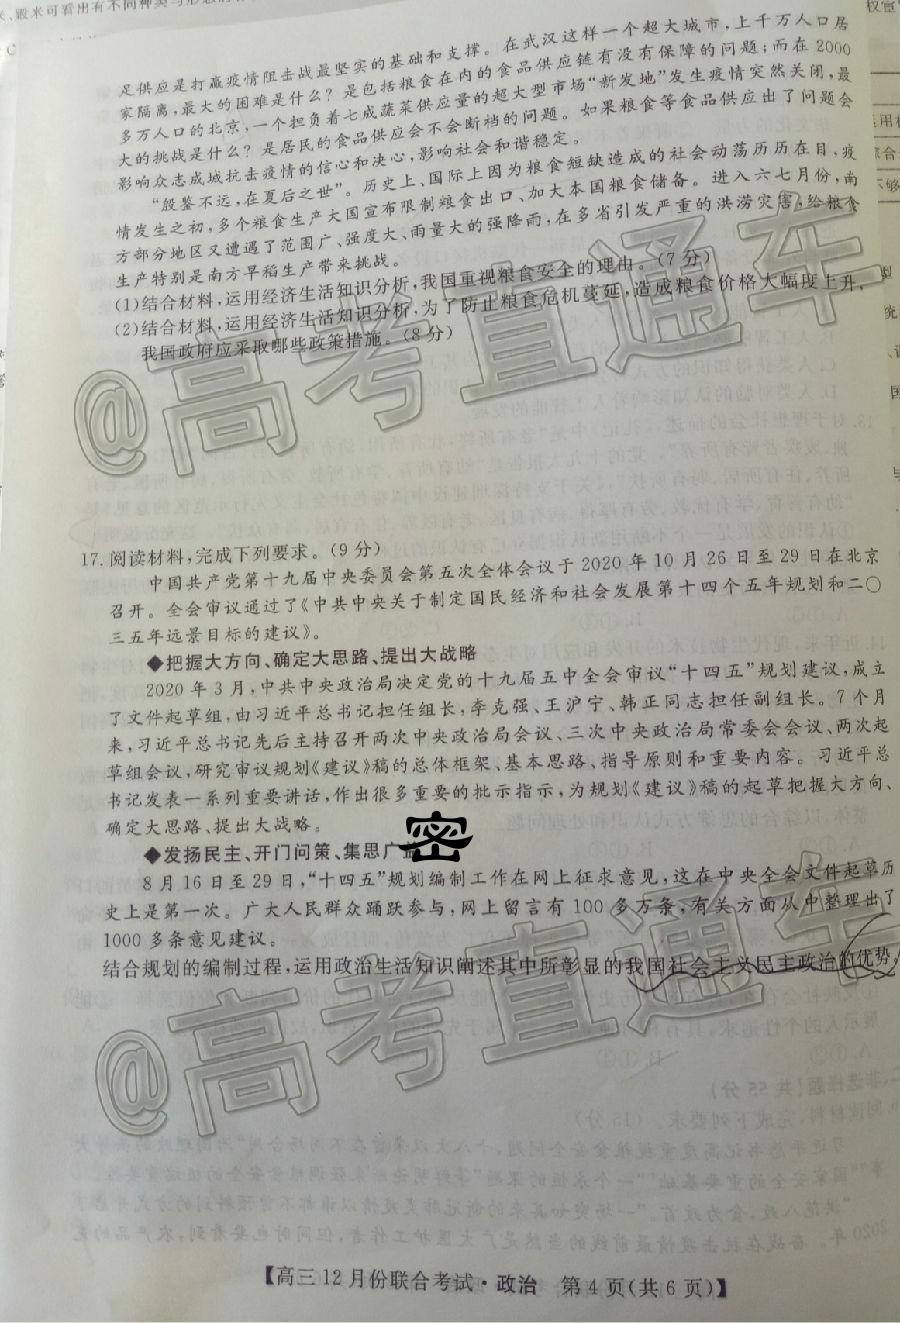 足供应是打赢疫情阻击战最坚实的基础和支撑。在武汉这样一个超大城市,上千万人口居
家隔离,最大的困难是什么?是包括粮食在内的食品供应链有没有保障的问题;而在 2000
多万人口的北京,一个担负着七成蔬菜供应量的超大型市场“新发地”发生疫情突然关闭,最
大的挑战是什么?是居民的食品供应会不会断档的问题。如果粮食等食品供应出了问题会
影响众志成城抗击疫情的信心和决心,影响社会和谐稳定。
“殷鉴不远,在夏后之世”。历史上、国际上因为粮食短缺造成的社会动荡历历在目,疫
情发生之初,多个粮食生产大国宣布限制粮食出口、加大本国粮食储备。进入六七月份,南
方部分地区又遭遇了范围广、强度大、雨量大的强降雨,在多省引发严重的洪涝灾害,给粮食
生产特别是南方早稻生产带来挑战。
(1)结合材料,运用经济生活知识分析,我国重视粮食安全的理由。(7 分)
(2)结合材料,运用经济生活知识分析,为了防止粮食危机蔓延,造成粮食价格大幅度上升,
我国政府应采取哪些政策措施。(8 分)
@高考直通车
17. 阅读材料,完成下列要求。(9 分)
中国共产党第十九届中央委员会第五次全体会议于 2020 年 10 月 26 日至 29 日在北京
召开。全会审议通过了《中共中央关于制定国民经济和社会发展第十四个五年规划和二〇
三五年远景目标的建议》。
◆把握大方向、确定大思路、提出大战略
2020 年 3 月,中共中央政治局决定党的十九届五中全会审议“十四五”规划建议,成立
了文件起草组,由习近平总书记担任组长,李克强、王沪宁、韩正同志担任副组长。7 个月
来,习近平总书记先后主持召开两次中央政治局会议、三次中央政治局常委会会议、两次起
草组会议,研究审议规划《建议》稿的总体框架、基本思路、指导原则和重要内容。习近平总
书记发表一系列重要讲话,作出很多重要的批示指示,为规划《建议》稿的起草把握大方向、
确定大思路、提出大战略。
密
◆发扬民主、开门问策、集思广益
8 月 16 日至 29 日,“十四五”规划编制工作在网上征求意见,这在中央全会文件起草历
史上是第一次。广大人民群众踊跃参与,网上留言有 100 多万条,有关方面从中整理出了
1000 多条意见建议。
结合规划的编制过程,运用政治生活知识阐述其中所彰显的我国社会主义民主政治的优势。
@高考直通车
【高三 12 月份联合考试·政治 第 4 页(共 6 页)】